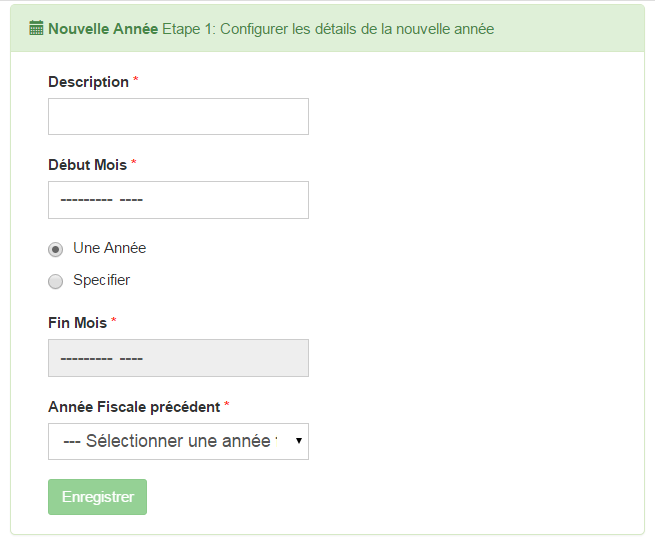 Nouvelle Année Etape 1: Configurer les détails de la nouvelle année
Description *
Début Mois *
--------- ----
Une Année
Specifier
Fin Mois *
--------- ----
Année Fiscale précédent *
--- Sélectionner une année
Enregistrer